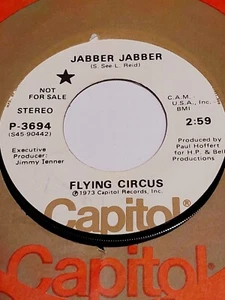 JABBER JABBER
(S. See-L. Reid)
NOT
FOR SALE
STEREO
P-3694
(S45-90442)
C.A.M.
U.S.A., Inc.
BMI
2:59
Executive
Producer:
Jimmy Ienner
Produced by
Paul Hoffert
for H.P. & Bell
Productions
FLYING CIRCUS
℗1973 Capitol Records, Inc.
Capitol®
Capitol